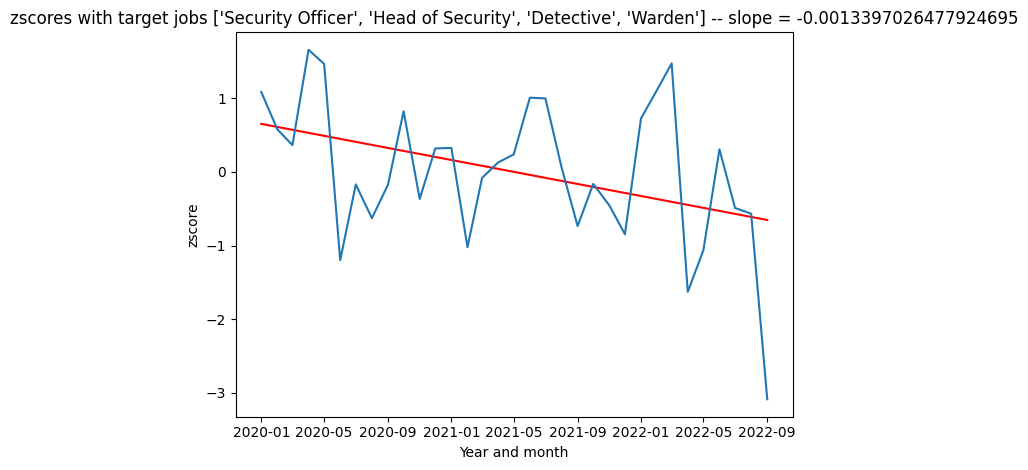 zscores with target jobs ['Security Officer', 'Head of Security', 'Detective', 'Warden'] -- slope = -0.0013397026477924695
1
0
−1
−2
−3
zscore
2020-01 2020-05 2020-09 2021-01 2021-05 2021-09 2022-01 2022-05 2022-09
Year and month